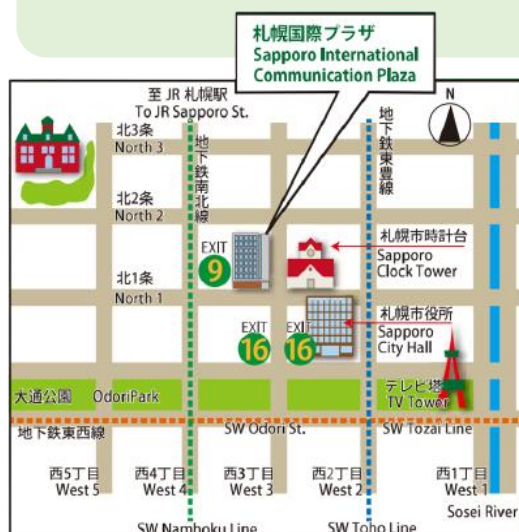 札幌国際プラザ
Sapporo International
Communication Plaza
至 JR 札幌駅
To JR Sapporo St.
N
北3条
North 3
地下鉄南北線
地下鉄東豊線
北2条
North 2
札幌市時計台
Sapporo
Clock Tower
EXIT
9
北1条
North 1
札幌市役所
Sapporo
City Hall
EXIT
16
EXIT
16
大通公園 OdoriPark
テレビ塔
TV Tower
地下鉄東西線
SW Odori St.
SW Tozai Line
西5丁目
West 5
西4丁目
West 4
西3丁目
West 3
西2丁目
West 2
西1丁目
West 1
Sosei River
SW Namboku Line
SW Toho Line